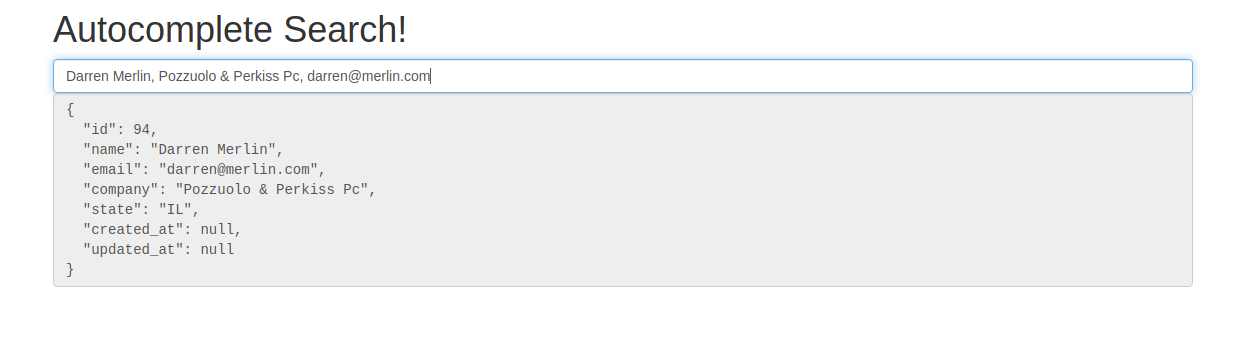 Autocomplete Search!
Darren Merlin, Pozzuolo & Perkiss Pc, darren@merlin.com
{
  "id": 94,
  "name": "Darren Merlin",
  "email": "darren@merlin.com",
  "company": "Pozzuolo & Perkiss Pc",
  "state": "IL",
  "created_at": null,
  "updated_at": null
}